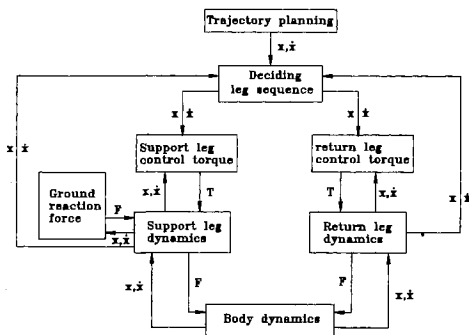 Trajectory planning
x,ẋ
Deciding
leg sequence
x ẋ
x ẋ
Support leg
control torque
return leg
control torque
x ẋ
x,ẋ
T
T
x,ẋ
x ẋ
Ground
reaction
force
F
x,ẋ
Support leg
dynamics
Return leg
dynamics
x,ẋ
F
F
x,ẋ
Body dynamics